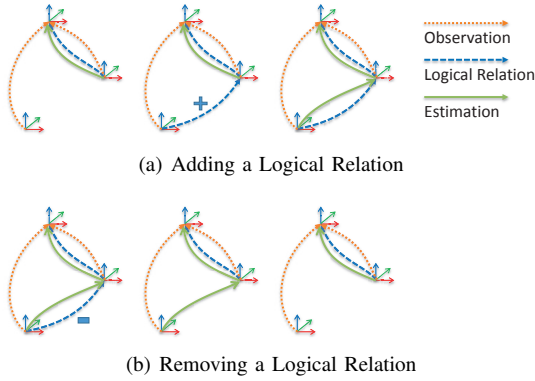 Observation
Logical Relation
Estimation
+
(a) Adding a Logical Relation
-
(b) Removing a Logical Relation